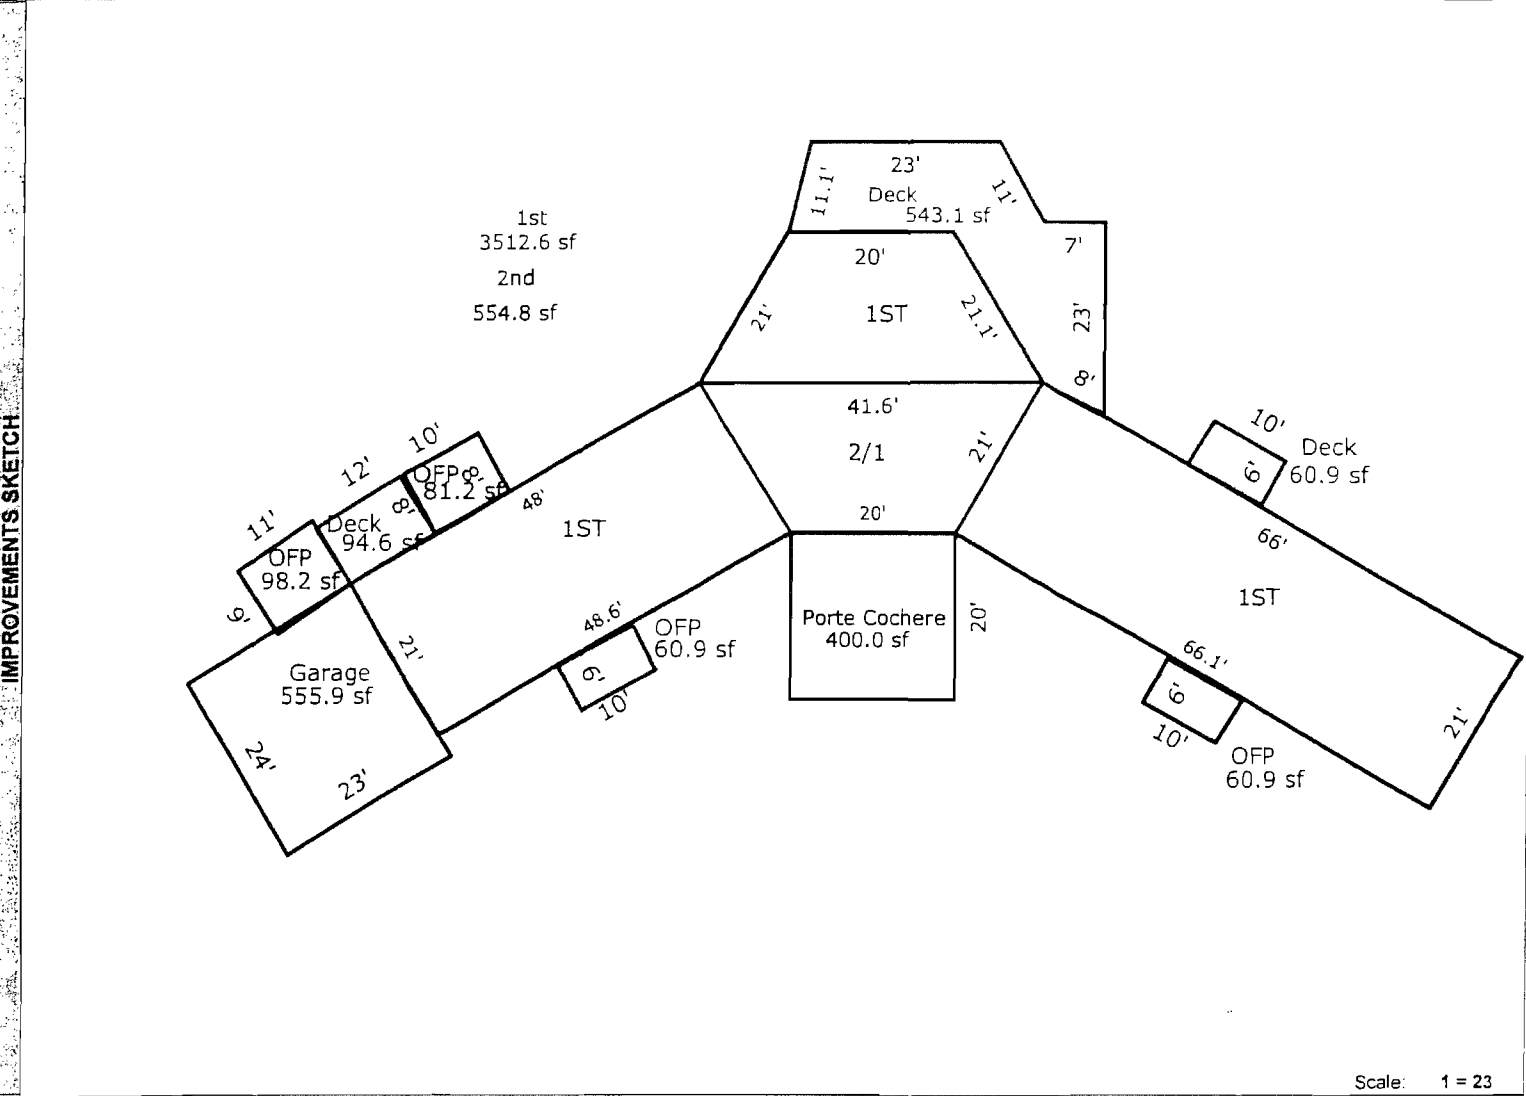 IMPROVEMENTS SKETCH
23'
11.1'
11'
Deck
543.1 sf
7'
1st
3512.6 sf
2nd
554.8 sf
20'
21'
1ST
21.1'
23'
8'
41.6'
2/1
21'
20'
10'
12'
11'
OFP
8'
81.2 sf
Deck
8'
94.6 sf
OFP
98.2 sf
9'
48'
1ST
10'
Deck
6'
60.9 sf
66'
1ST
48.6'
OFP
60.9 sf
6'
10'
Porte Cochere
400.0 sf
20'
21'
Garage
555.9 sf
24'
23'
66.1'
6'
10'
21'
OFP
60.9 sf
Scale: 1 = 23